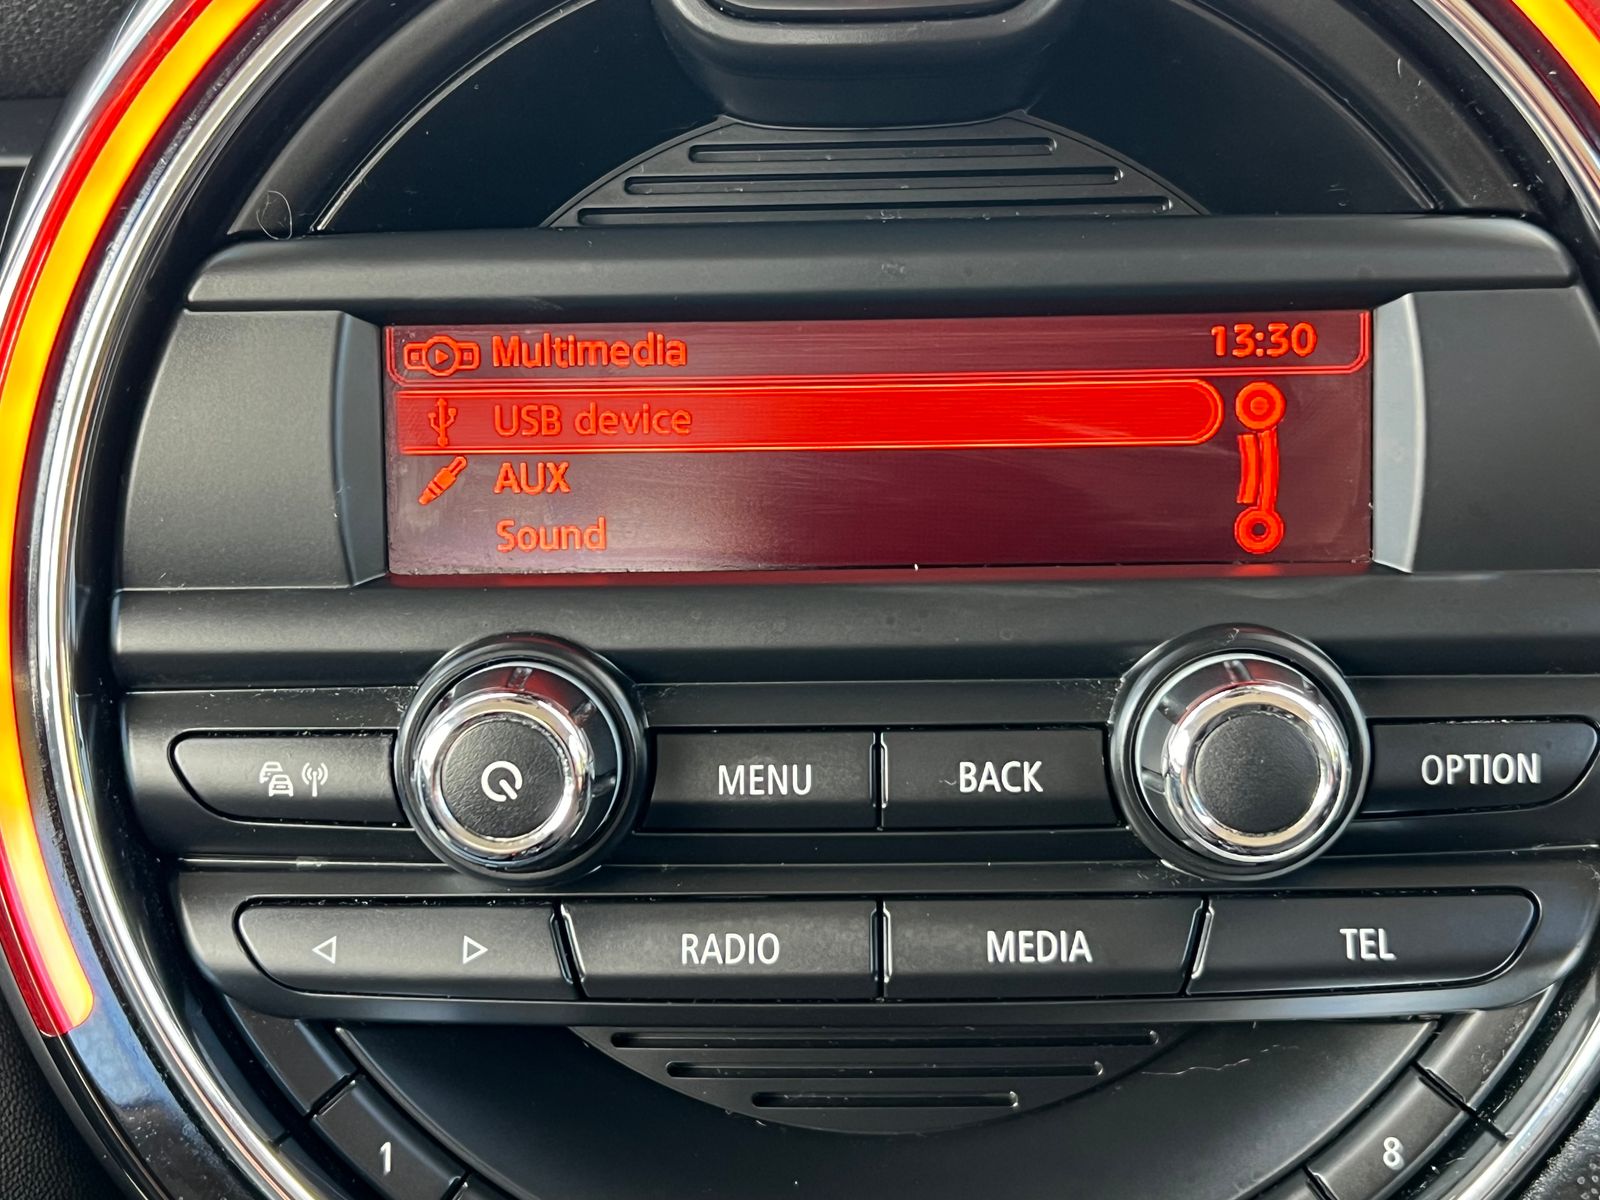 Multimedia 13:30
USB device
AUX
Sound
MENU BACK OPTION
RADIO MEDIA TEL
1 8